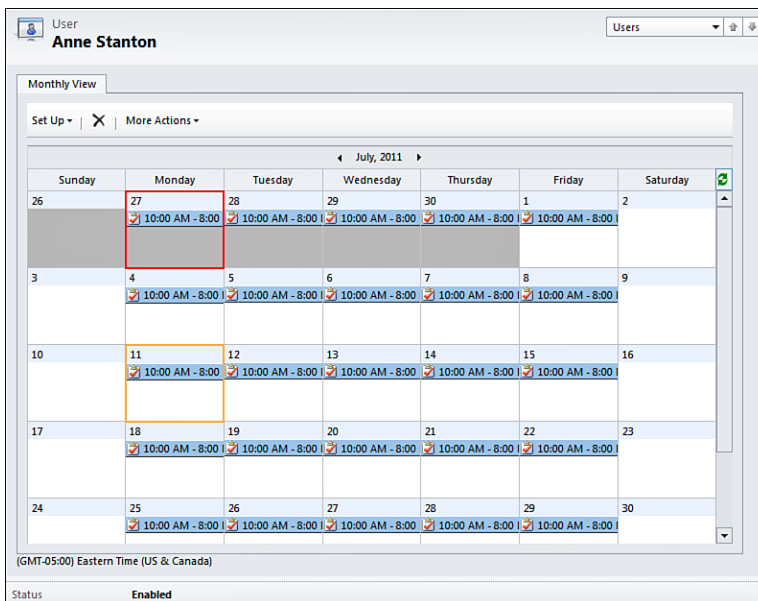 User
Anne Stanton
Users
Monthly View
Set Up
More Actions
July, 2011
Sunday Monday Tuesday Wednesday Thursday Friday Saturday
26 27 28 29 30 1 2
10:00 AM - 8:00 10:00 AM - 8:00 10:00 AM - 8:00 10:00 AM - 8:00 10:00 AM - 8:00
3 4 5 6 7 8 9
10:00 AM - 8:00 10:00 AM - 8:00 10:00 AM - 8:00 10:00 AM - 8:00 10:00 AM - 8:00
10 11 12 13 14 15 16
10:00 AM - 8:00 10:00 AM - 8:00 10:00 AM - 8:00 10:00 AM - 8:00 10:00 AM - 8:00
17 18 19 20 21 22 23
10:00 AM - 8:00 10:00 AM - 8:00 10:00 AM - 8:00 10:00 AM - 8:00 10:00 AM - 8:00
24 25 26 27 28 29 30
10:00 AM - 8:00 10:00 AM - 8:00 10:00 AM - 8:00 10:00 AM - 8:00 10:00 AM - 8:00
(GMT-05:00) Eastern Time (US & Canada)
Status Enabled